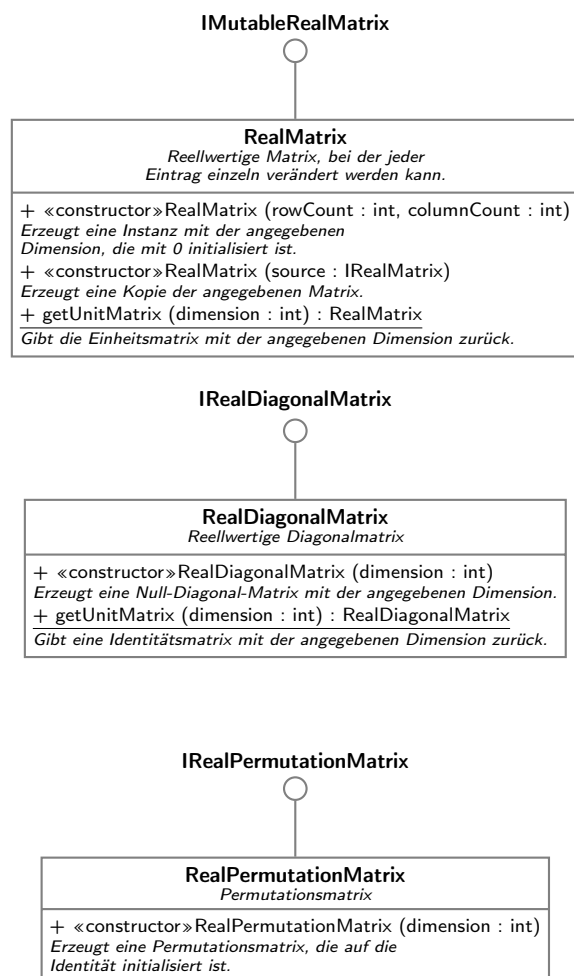 IMutableRealMatrix
RealMatrix
Reellwertige Matrix, bei der jeder
Eintrag einzeln verändert werden kann.
+ «constructor»RealMatrix (rowCount : int, columnCount : int)
Erzeugt eine Instanz mit der angegebenen
Dimension, die mit 0 initialisiert ist.
+ «constructor»RealMatrix (source : IRealMatrix)
Erzeugt eine Kopie der angegebenen Matrix.
+ getUnitMatrix (dimension : int) : RealMatrix
Gibt die Einheitsmatrix mit der angegebenen Dimension zurück.
IRealDiagonalMatrix
RealDiagonalMatrix
Reellwertige Diagonalmatrix
+ «constructor»RealDiagonalMatrix (dimension : int)
Erzeugt eine Null-Diagonal-Matrix mit der angegebenen Dimension.
+ getUnitMatrix (dimension : int) : RealDiagonalMatrix
Gibt eine Identitätsmatrix mit der angegebenen Dimension zurück.
IRealPermutationMatrix
RealPermutationMatrix
Permutationsmatrix
+ «constructor»RealPermutationMatrix (dimension : int)
Erzeugt eine Permutationsmatrix, die auf die
Identität initialisiert ist.